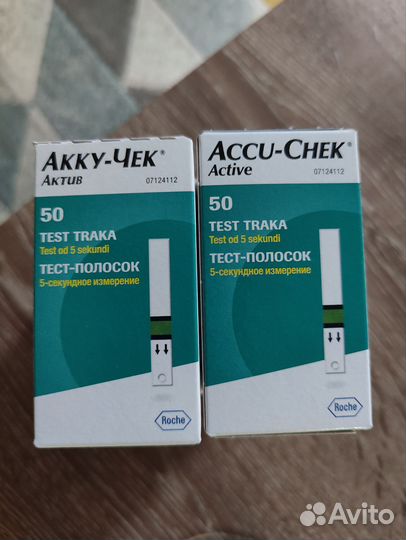 Акку-Чек®
Актив
07124112
50
TEST TRAKA
Test od 5 sekundi
ТЕСТ-ПОЛОСОК
5-секундное измерение
Roche
Accu-Chek®
Active
07124112
50
TEST TRAKA
Test od 5 sekundi
ТЕСТ-ПОЛОСОК
5-секундное измерение
Roche
Avito